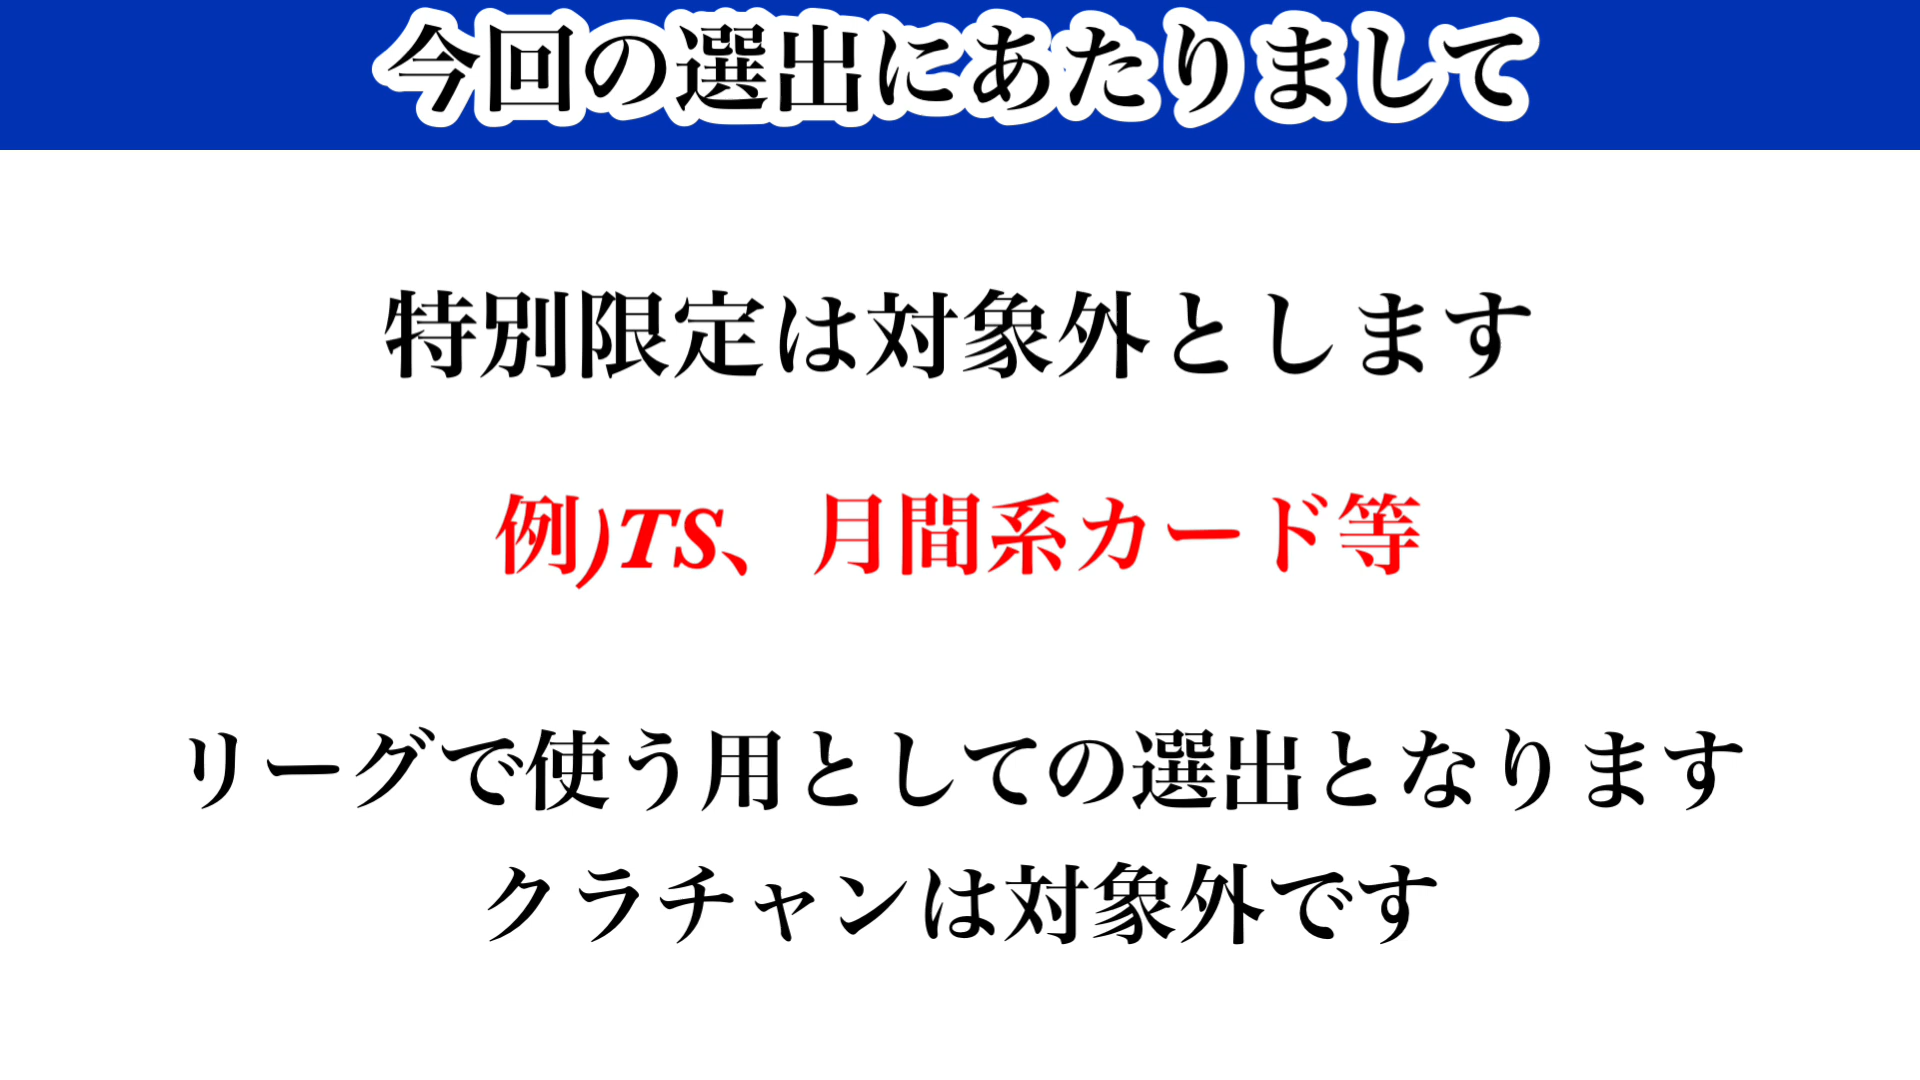 今回の選出にあたりまして
特別限定は対象外とします
例)TS、月間系カード等
リーグで使う用としての選出となります
クラチャンは対象外です